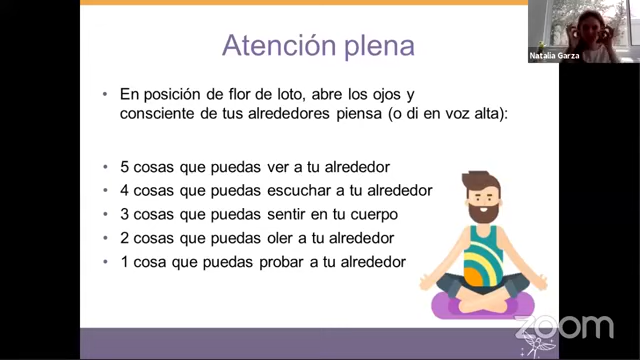 Atención plena
Natalia Garza
• En posición de flor de loto, abre los ojos y
consciente de tus alrededores piensa (o di en voz alta):
• 5 cosas que puedas ver a tu alrededor
• 4 cosas que puedas escuchar a tu alrededor
• 3 cosas que puedas sentir en tu cuerpo
• 2 cosas que puedas oler a tu alrededor
• 1 cosa que puedas probar a tu alrededor
zoom